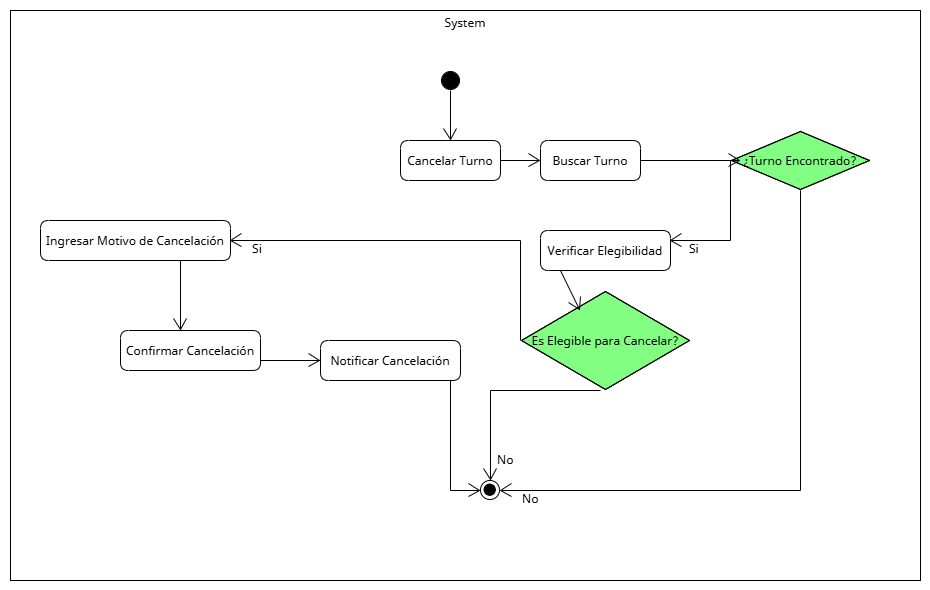 System
Cancelar Turno
Buscar Turno
¿Turno Encontrado?
Ingresar Motivo de Cancelación
Si
Verificar Elegibilidad
Si
Es Elegible para Cancelar?
Confirmar Cancelación
Notificar Cancelación
No
No